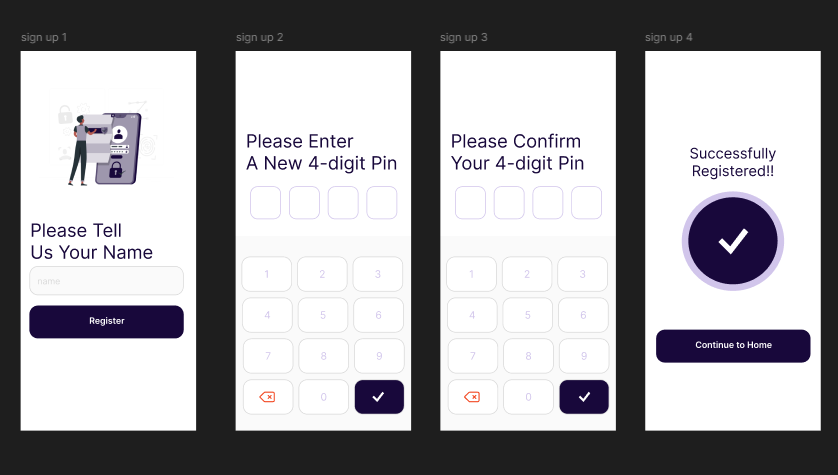 sign up 1
Please Tell
Us Your Name
name
Register
sign up 2
Please Enter
A New 4-digit Pin
1 2 3
4 5 6
7 8 9
0
sign up 3
Please Confirm
Your 4-digit Pin
1 2 3
4 5 6
7 8 9
0
sign up 4
Successfully
Registered!!
Continue to Home